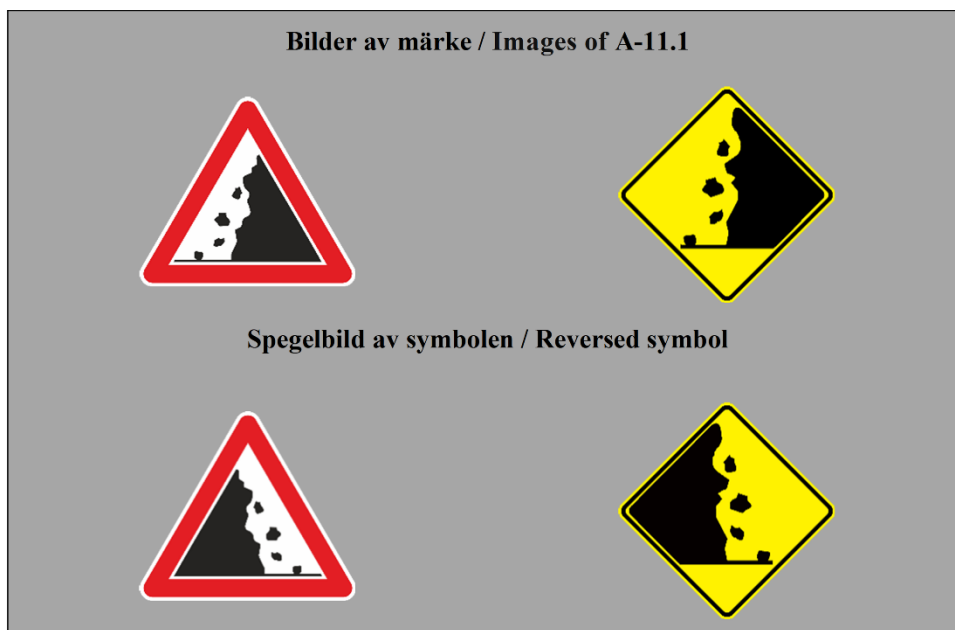 Bilder av märke / Images of A-11.1
Spegelbild av symbolen / Reversed symbol